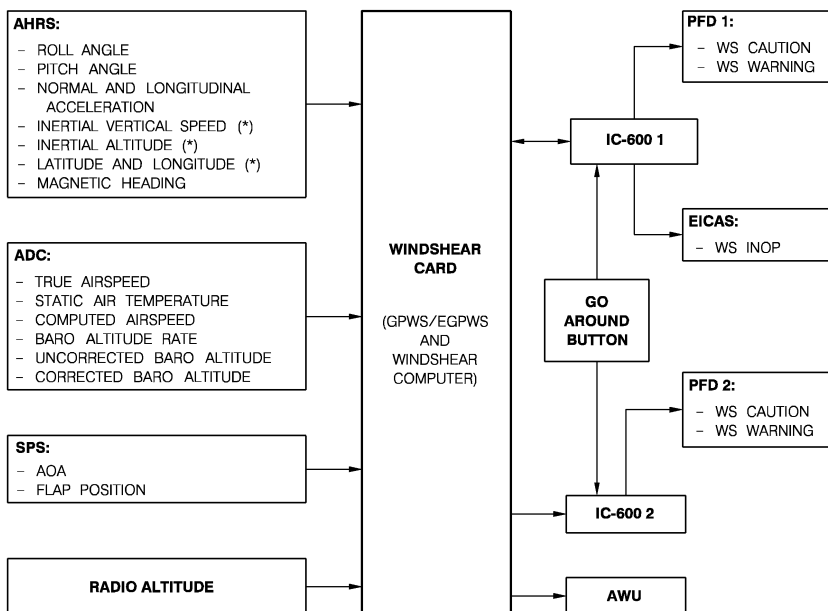 AHRS:
– ROLL ANGLE
– PITCH ANGLE
– NORMAL AND LONGITUDINAL
ACCELERATION
– INERTIAL VERTICAL SPEED (*)
– INERTIAL ALTITUDE (*)
– LATITUDE AND LONGITUDE (*)
– MAGNETIC HEADING
ADC:
– TRUE AIRSPEED
– STATIC AIR TEMPERATURE
– COMPUTED AIRSPEED
– BARO ALTITUDE RATE
– UNCORRECTED BARO ALTITUDE
– CORRECTED BARO ALTITUDE
SPS:
– AOA
– FLAP POSITION
RADIO ALTITUDE
WINDSHEAR
CARD
(GPWS/EGPWS
AND
WINDSHEAR
COMPUTER)
PFD 1:
– WS CAUTION
– WS WARNING
IC-600 1
EICAS:
– WS INOP
GO
AROUND
BUTTON
PFD 2:
– WS CAUTION
– WS WARNING
IC-600 2
AWU